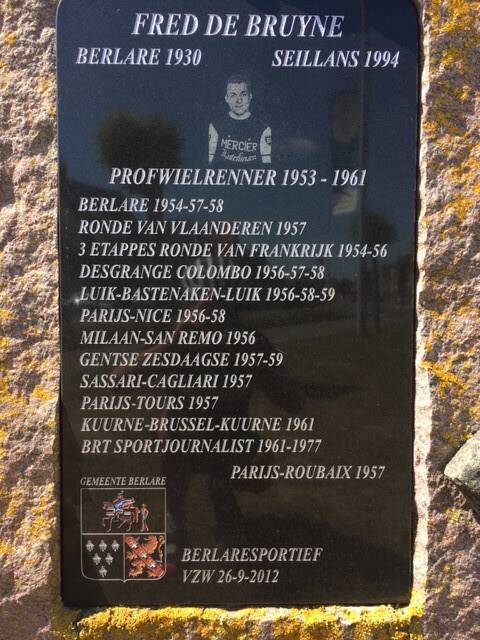 FRED DE BRUYNE
BERLARE 1930 SEILLANS 1994
MERCIER
Hutchinson
PROFWIELRENNER 1953 - 1961
BERLARE 1954-57-58
RONDE VAN VLAANDEREN 1957
3 ETAPPES RONDE VAN FRANKRIJK 1954-56
DESGRANGE COLOMBO 1956-57-58
LUIK-BASTENAKEN-LUIK 1956-58-59
PARIJS-NICE 1956-58
MILAAN-SAN REMO 1956
GENTSE ZESDAAGSE 1957-59
SASSARI-CAGLIARI 1957
PARIJS-TOURS 1957
KUURNE-BRUSSEL-KUURNE 1961
BRT SPORTJOURNALIST 1961-1977
PARIJS-ROUBAIX 1957
GEMEENTE BERLARE
BERLARESPORTIEF
VZW 26-9-2012